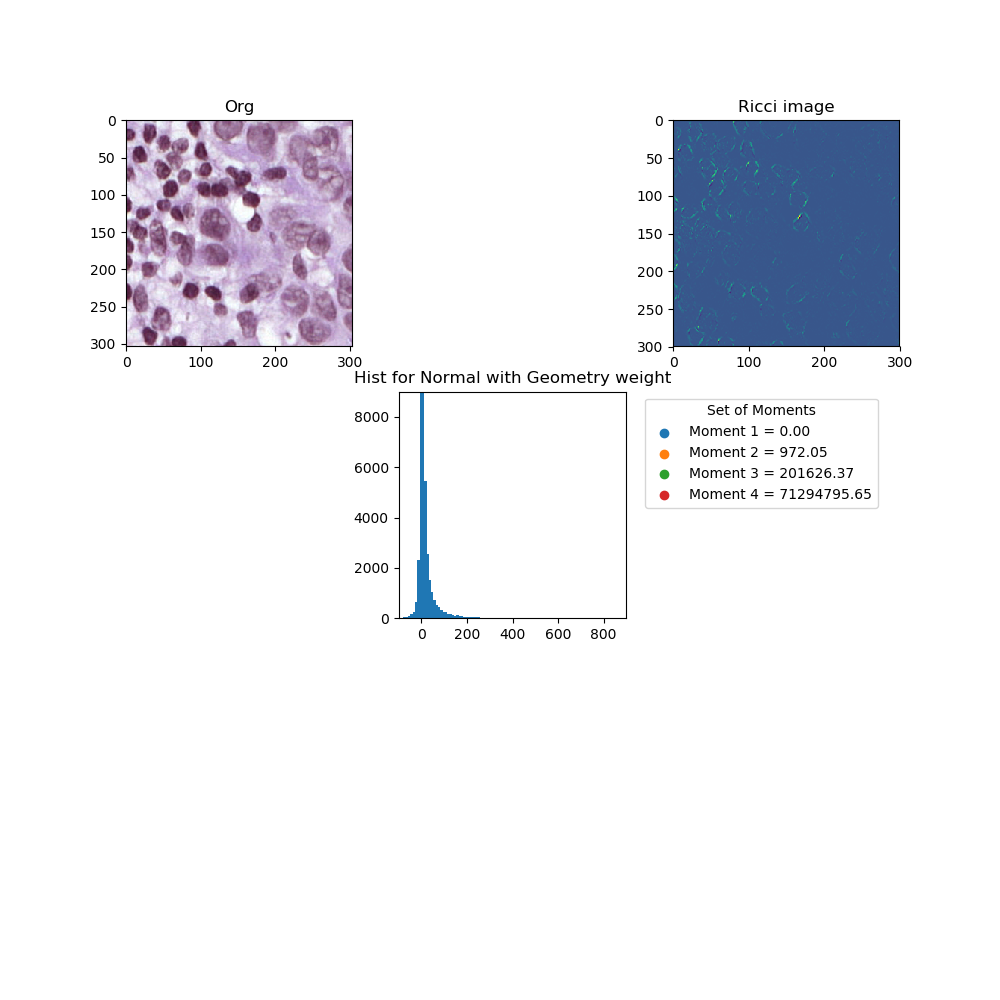 Org
0
50
100
150
200
250
300
0 100 200 300
Ricci image
0
50
100
150
200
250
300
0 100 200 300
Hist for Normal with Geometry weight
8000
6000
4000
2000
0
0 200 400 600 800
Set of Moments
Moment 1 = 0.00
Moment 2 = 972.05
Moment 3 = 201626.37
Moment 4 = 71294795.65